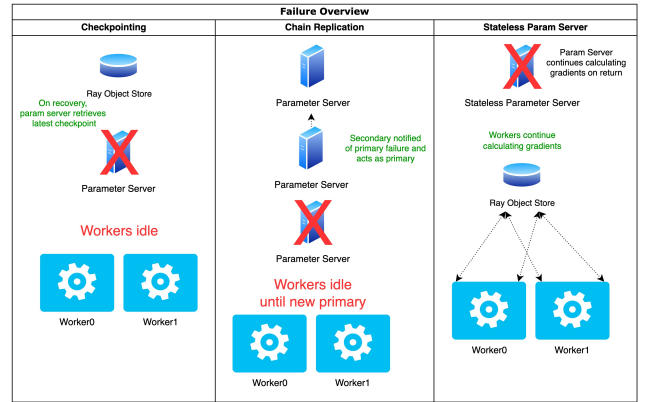 Failure Overview
Checkpointing
Ray Object Store
On recovery,
param server retrieves
latest checkpoint
Parameter Server
Workers idle
Worker0
Worker1
Chain Replication
Parameter Server
Secondary notified
of primary failure and
acts as primary
Parameter Server
Parameter Server
Workers idle
until new primary
Worker0
Worker1
Stateless Param Server
Param Server
continues calculating
gradients on return
Stateless Parameter Server
Workers continue
calculating gradients
Ray Object Store
Worker0
Worker1